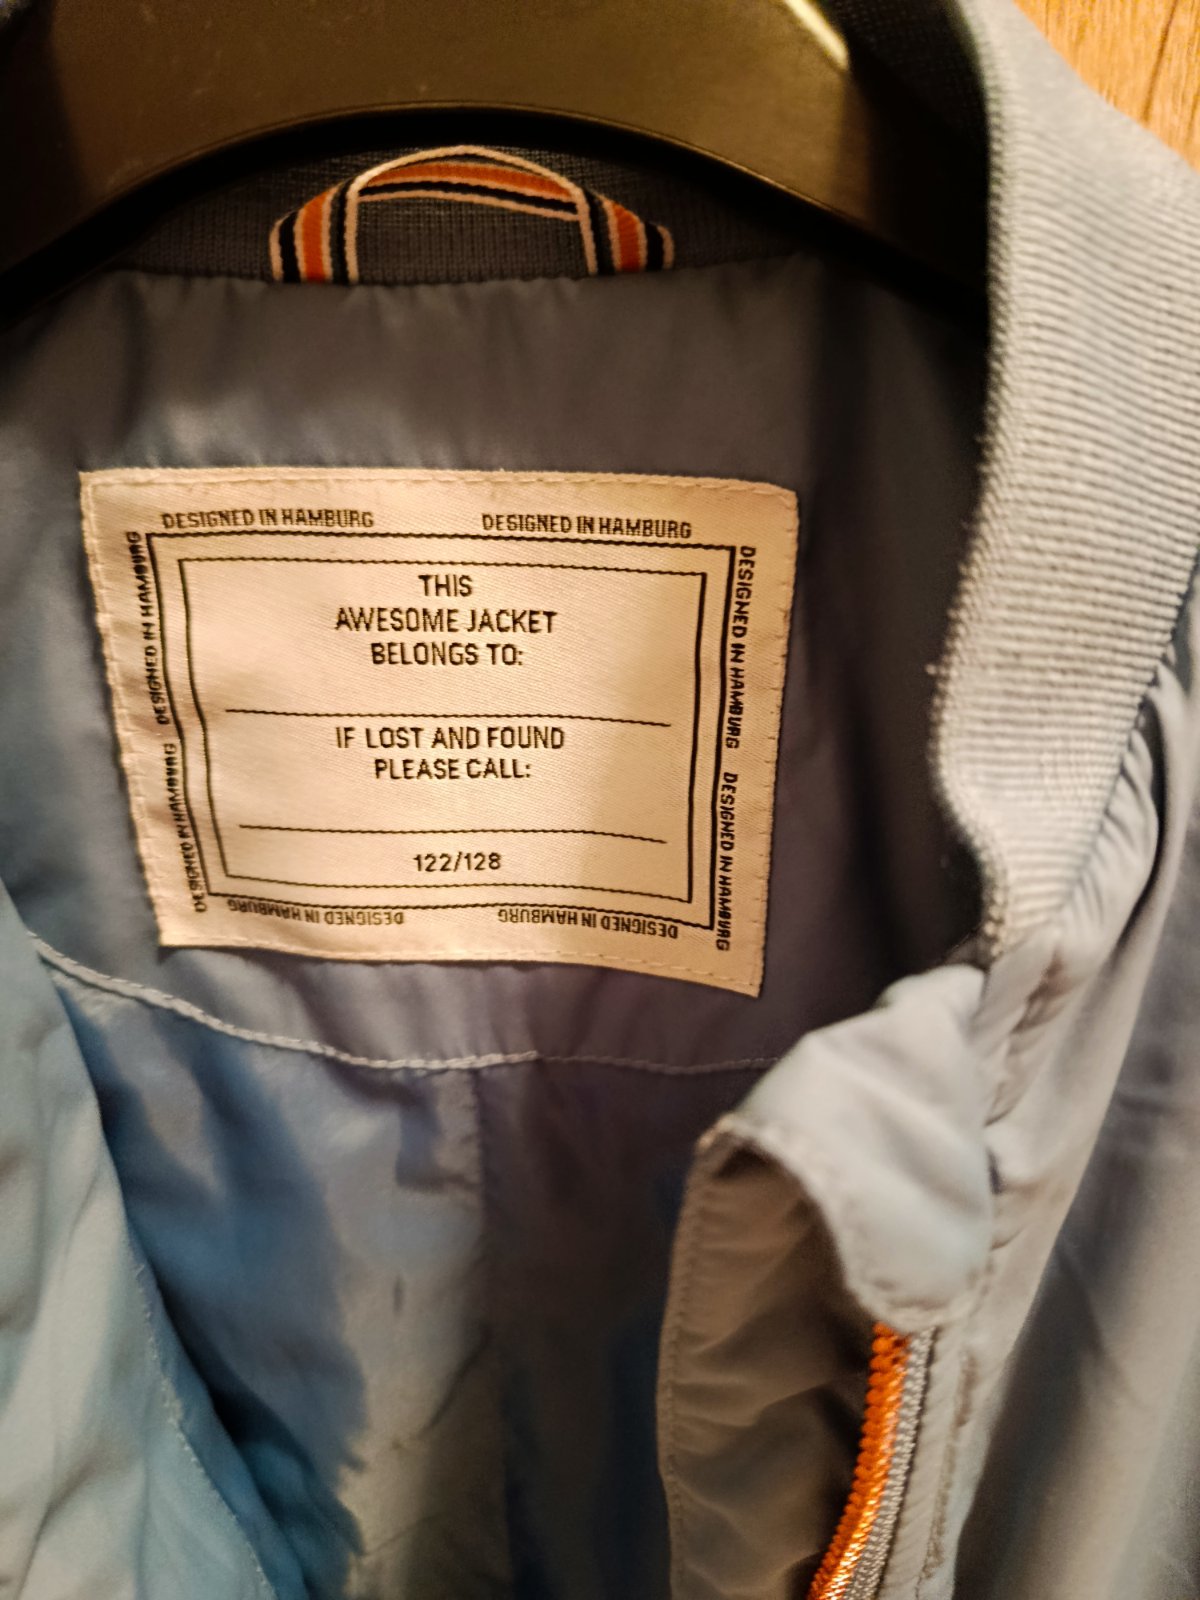 DESIGNED IN HAMBURG DESIGNED IN HAMBURG
THIS
AWESOME JACKET
BELONGS TO:
IF LOST AND FOUND
PLEASE CALL:
122/128
DESIGNED IN HAMBURG DESIGNED IN HAMBURG
DESIGNED IN HAMBURG DESIGNED IN HAMBURG
DESIGNED IN HAMBURG DESIGNED IN HAMBURG